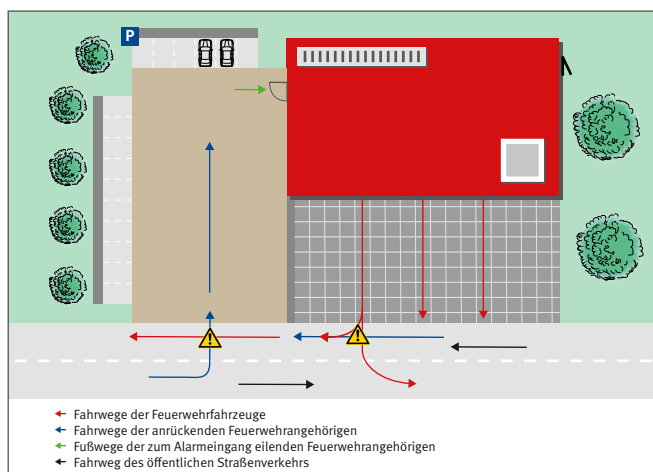 P
Fahrwege der Feuerwehrfahrzeuge
Fahrwege der anrückenden Feuerwehrangehörigen
Fußwege der zum Alarmeingang eilenden Feuerwehrangehörigen
Fahrweg des öffentlichen Straßenverkehrs